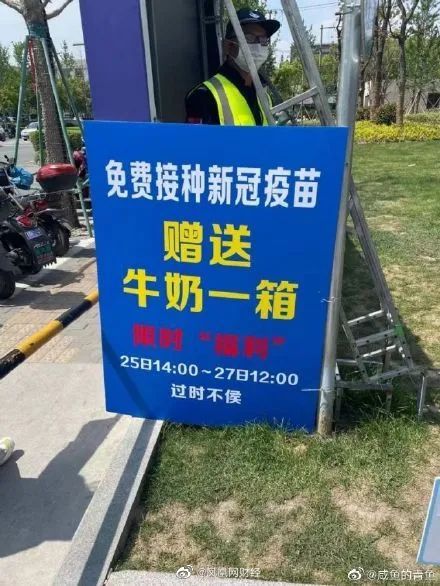 免费接种新冠疫苗
赠送
牛奶一箱
限时“福利”
25日14:00～27日12:00
过时不侯
@凤凰网财经
@咸鱼的青鱼